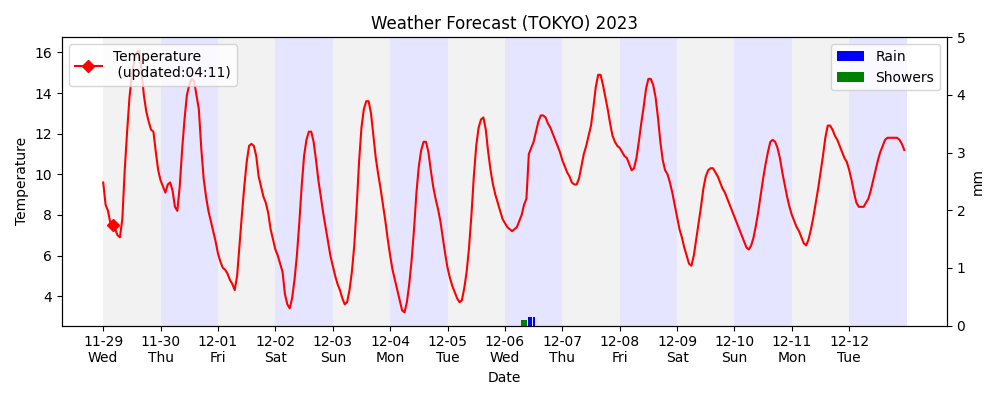 Weather Forecast (TOKYO) 2023
Temperature
(updated:04:11)
Rain
Showers
16
14
12
10
8
6
4
Temperature
5
4
3
2
1
0
mm
11-29 11-30 12-01 12-02 12-03 12-04 12-05 12-06 12-07 12-08 12-09 12-10 12-11 12-12
Wed Thu Fri Sat Sun Mon Tue Wed Thu Fri Sat Sun Mon Tue
Date